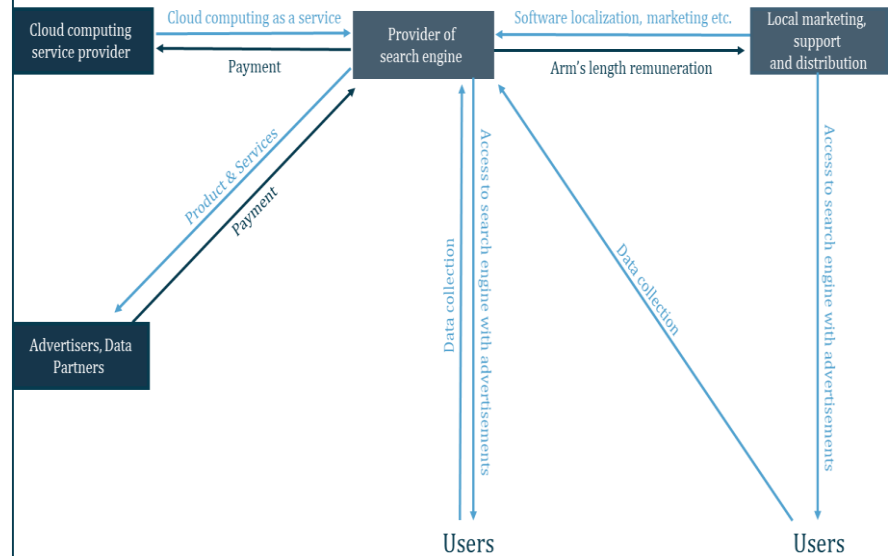 Cloud computing
service provider
Cloud computing as a service
Payment
Provider of
search engine
Software localization, marketing etc.
Arm's length remuneration
Local marketing,
support
and distribution
Product & Services
Payment
Data collection
Access to search engine with advertisements
Data collection
Access to search engine with advertisements
Advertisers, Data
Partners
Users
Users